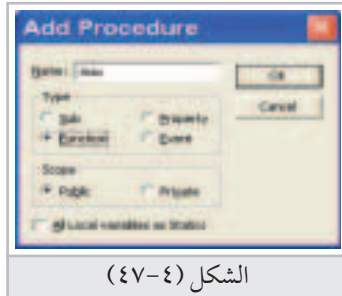 Add Procedure
Name: max
OK
Type
Cancel
Sub
Property
Function
Event
Scope
Public
Private
All Local variables as Statics
الشكل (٤-٤٧)